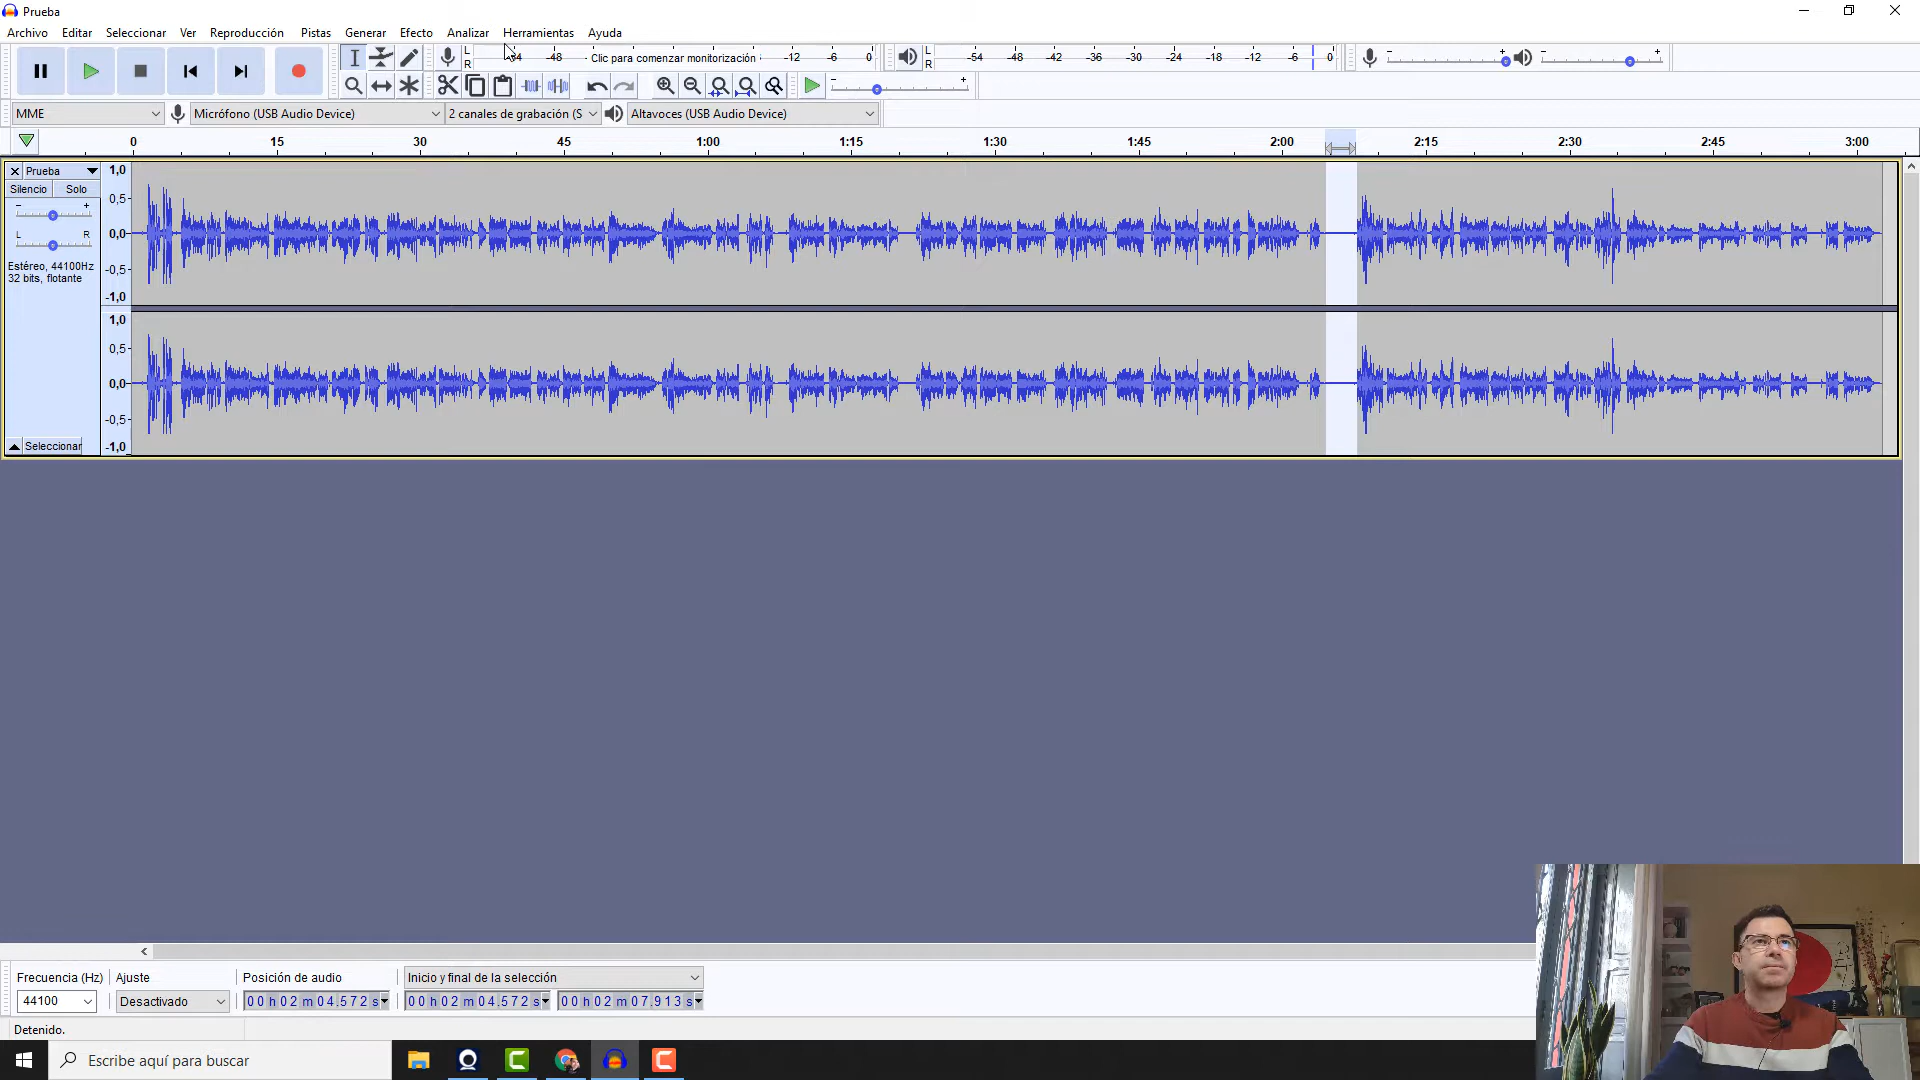 Prueba
Archivo Editar Seleccionar Ver Reproducción Pistas Generar Efecto Analizar Herramientas Ayuda
L -48 Clic para comenzar monitorización -12 -6 0 L -54 -48 -42 -36 -30 -24 -18 -12 -6 0 - + - +
R R
- +
MME Micrófono (USB Audio Device) 2 canales de grabación (S Altavoces (USB Audio Device)
0 15 30 45 1:00 1:15 1:30 1:45 2:00 2:15 2:30 2:45 3:00
Prueba 1,0
Silencio Solo 0,5
- +
L R 0,0
Estéreo, 44100Hz -0,5
32 bits, flotante
-1,0
1,0
0,5
0,0
-0,5
Seleccionar -1,0
Frecuencia (Hz) Ajuste Posición de audio Inicio y final de la selección
44100 Desactivado 00 h 02 m 04.572 s 00 h 02 m 04.572 s 00 h 02 m 07.913 s
Detenido.
Escribe aquí para buscar